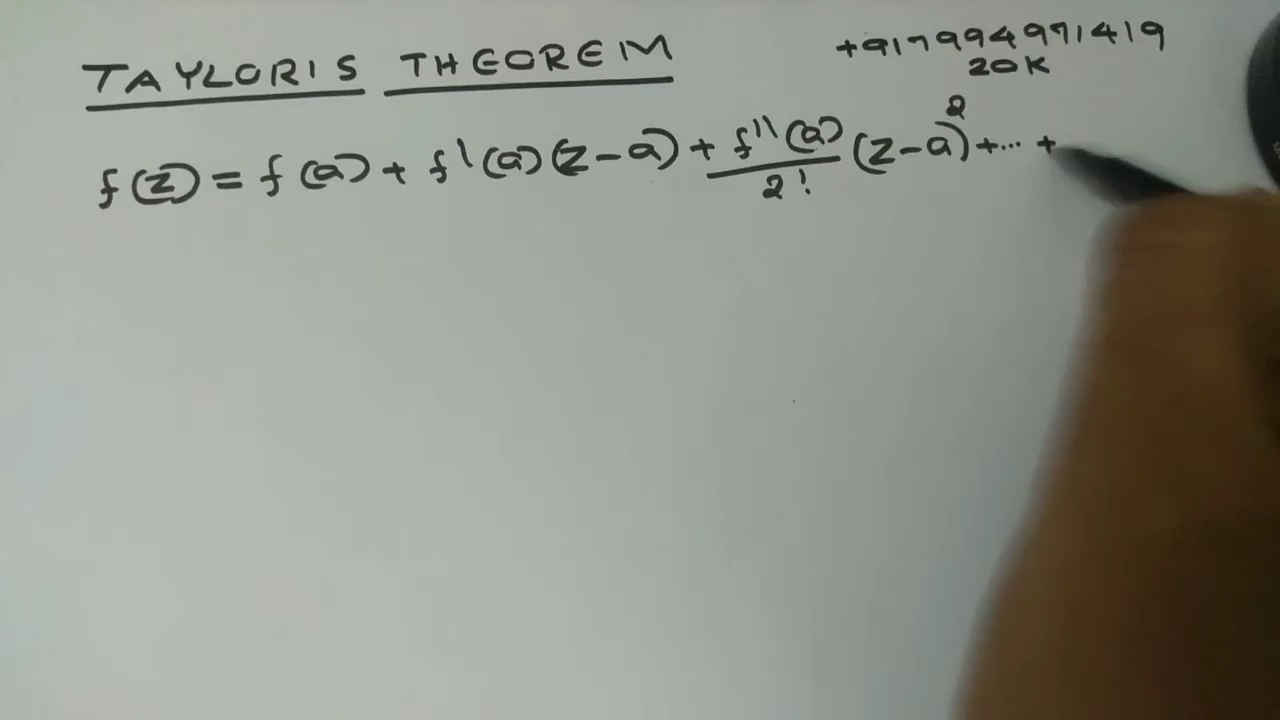 TAYLOR'S THEOREM
+917994971419
20K
f(z) = f(a) + f'(a)(z-a) + f''(a)/2! (z-a)² + ... +